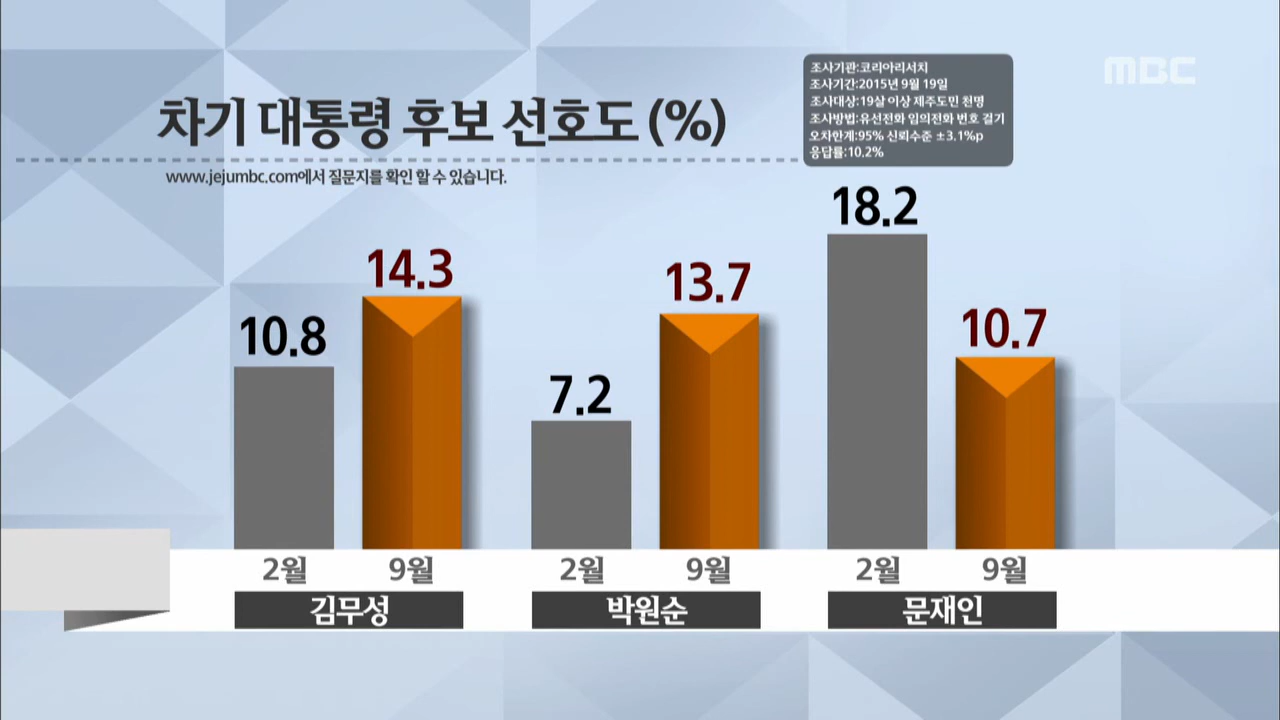 MBC
조사기관:코리아리서치
조사기간:2015년 9월 19일
조사대상:19살 이상 제주도민 천명
조사방법:유선전화 임의전화 번호 걸기
오차한계:95% 신뢰수준 ±3.1%p
응답률:10.2%
차기 대통령 후보 선호도 (%)
www.jejumbc.com에서 질문지를 확인 할 수 있습니다.
10.8
14.3
7.2
13.7
18.2
10.7
2월 9월 2월 9월 2월 9월
김무성 박원순 문재인